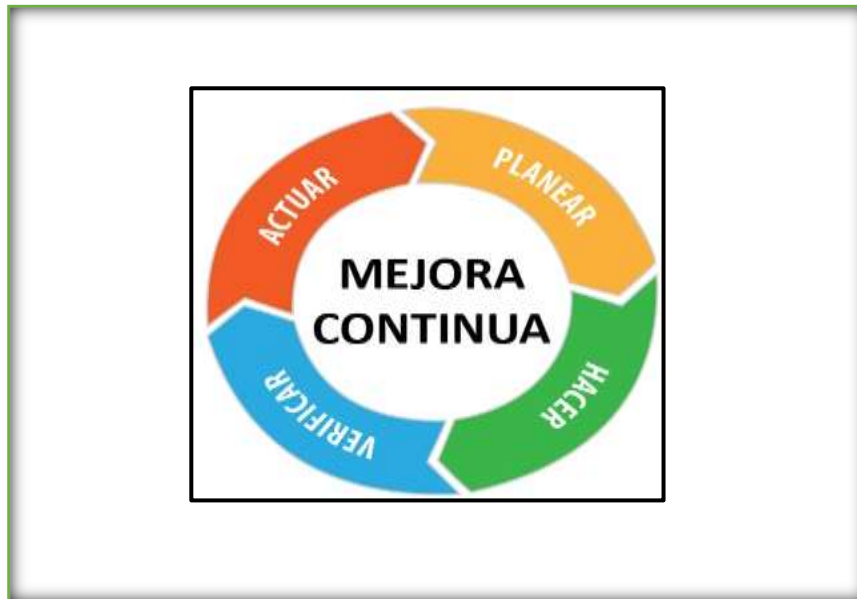 ACTUAR
PLANEAR
MEJORA
CONTINUA
HACER
VERIFICAR